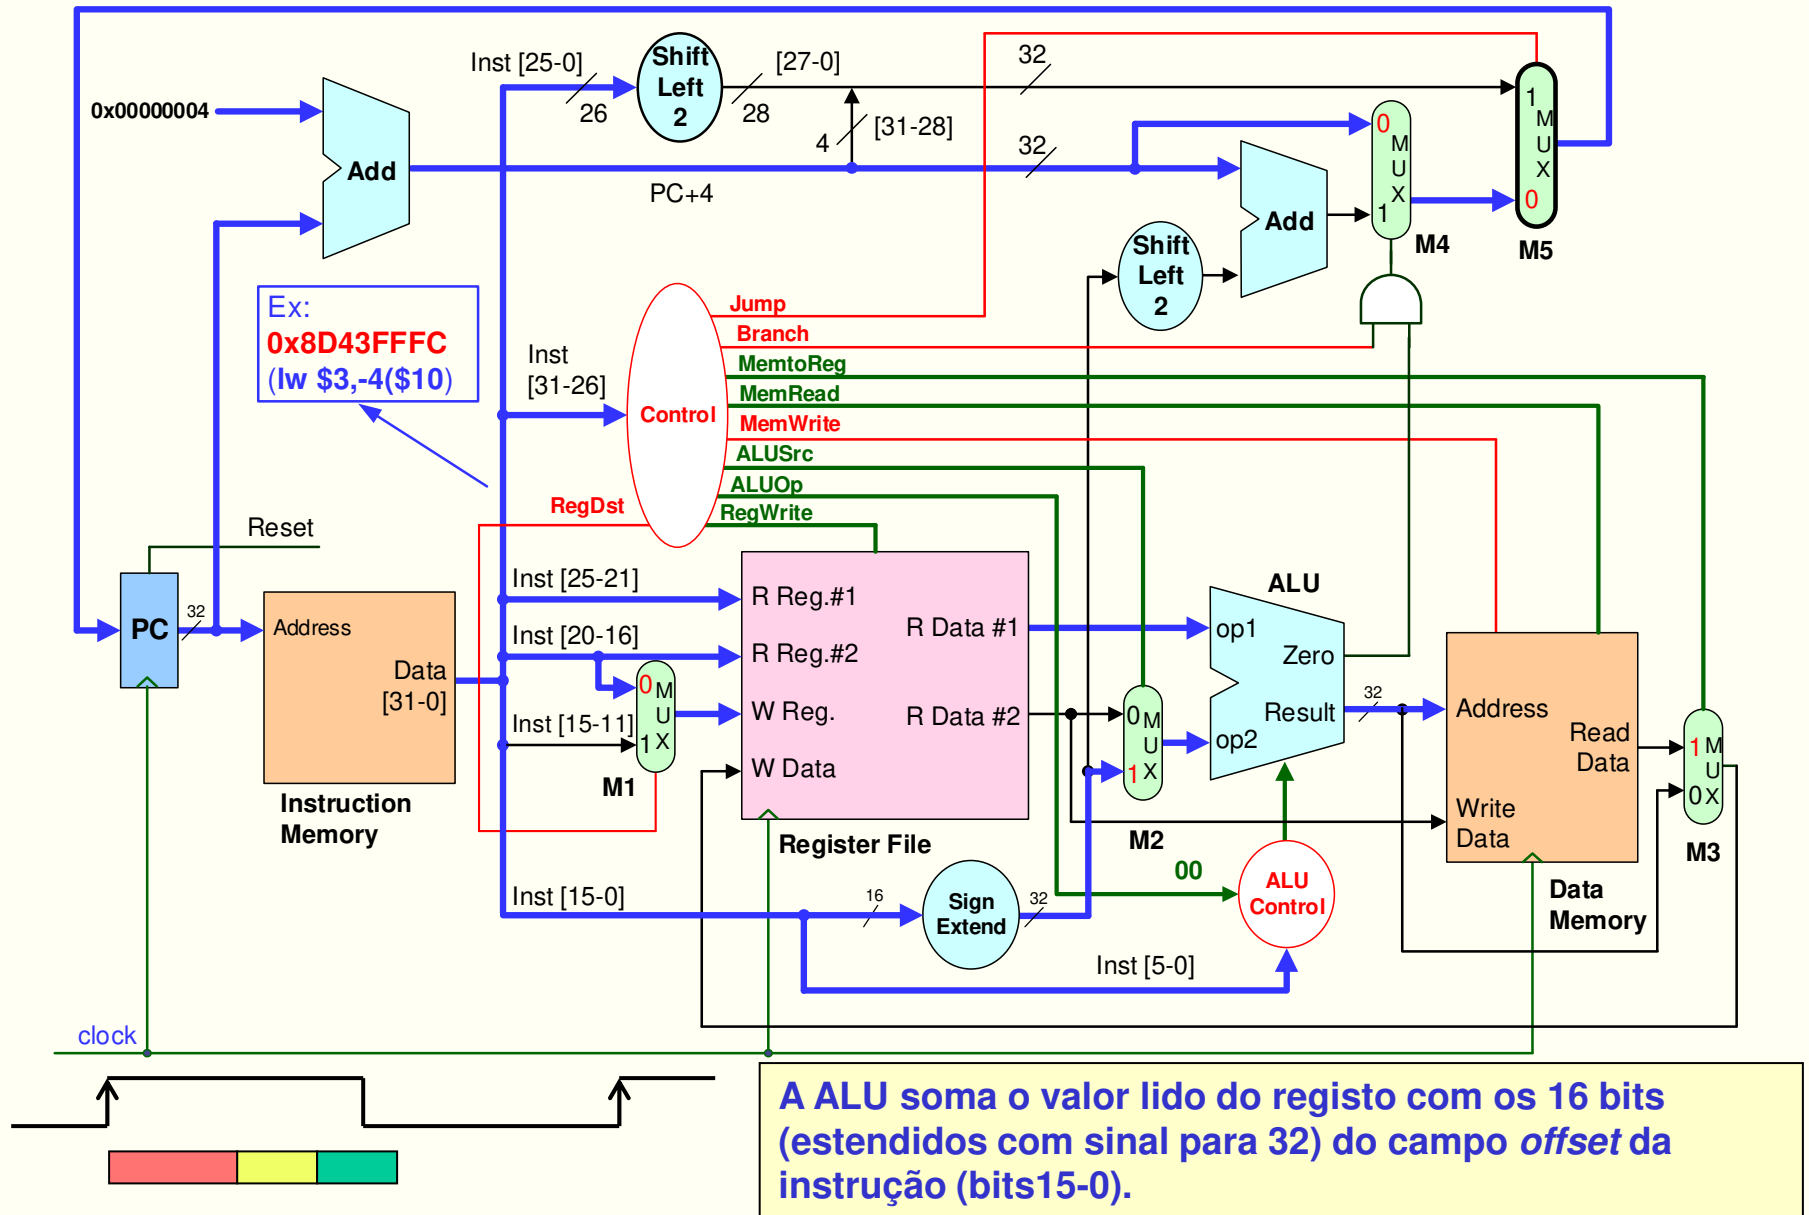 Inst [25-0]
26
Shift
Left
2
[27-0]
28
32
4
[31-28]
0x00000004
Add
PC+4
32
0
M
U
X
1
M4
1
M
U
X
0
M5
Add
Shift
Left
2
Ex:
0x8D43FFFC
(lw $3,-4($10)
Inst
[31-26]
Control
Jump
Branch
MemtoReg
MemRead
MemWrite
ALUSrc
ALUOp
RegWrite
RegDst
Reset
PC
32
Address
Data
[31-0]
Instruction
Memory
Inst [25-21]
Inst [20-16]
Inst [15-11]
0 M
U
1 X
M1
R Reg.#1
R Reg.#2
W Reg.
W Data
R Data #1
R Data #2
Register File
0 M
U
1 X
M2
ALU
op1
Zero
Result
op2
32
Address
Read
Data
Write
Data
Data
Memory
1 M
U
0 X
M3
Inst [15-0]
16
Sign
Extend
32
00
ALU
Control
Inst [5-0]
clock
A ALU soma o valor lido do registo com os 16 bits
(estendidos com sinal para 32) do campo offset da
instrução (bits15-0).